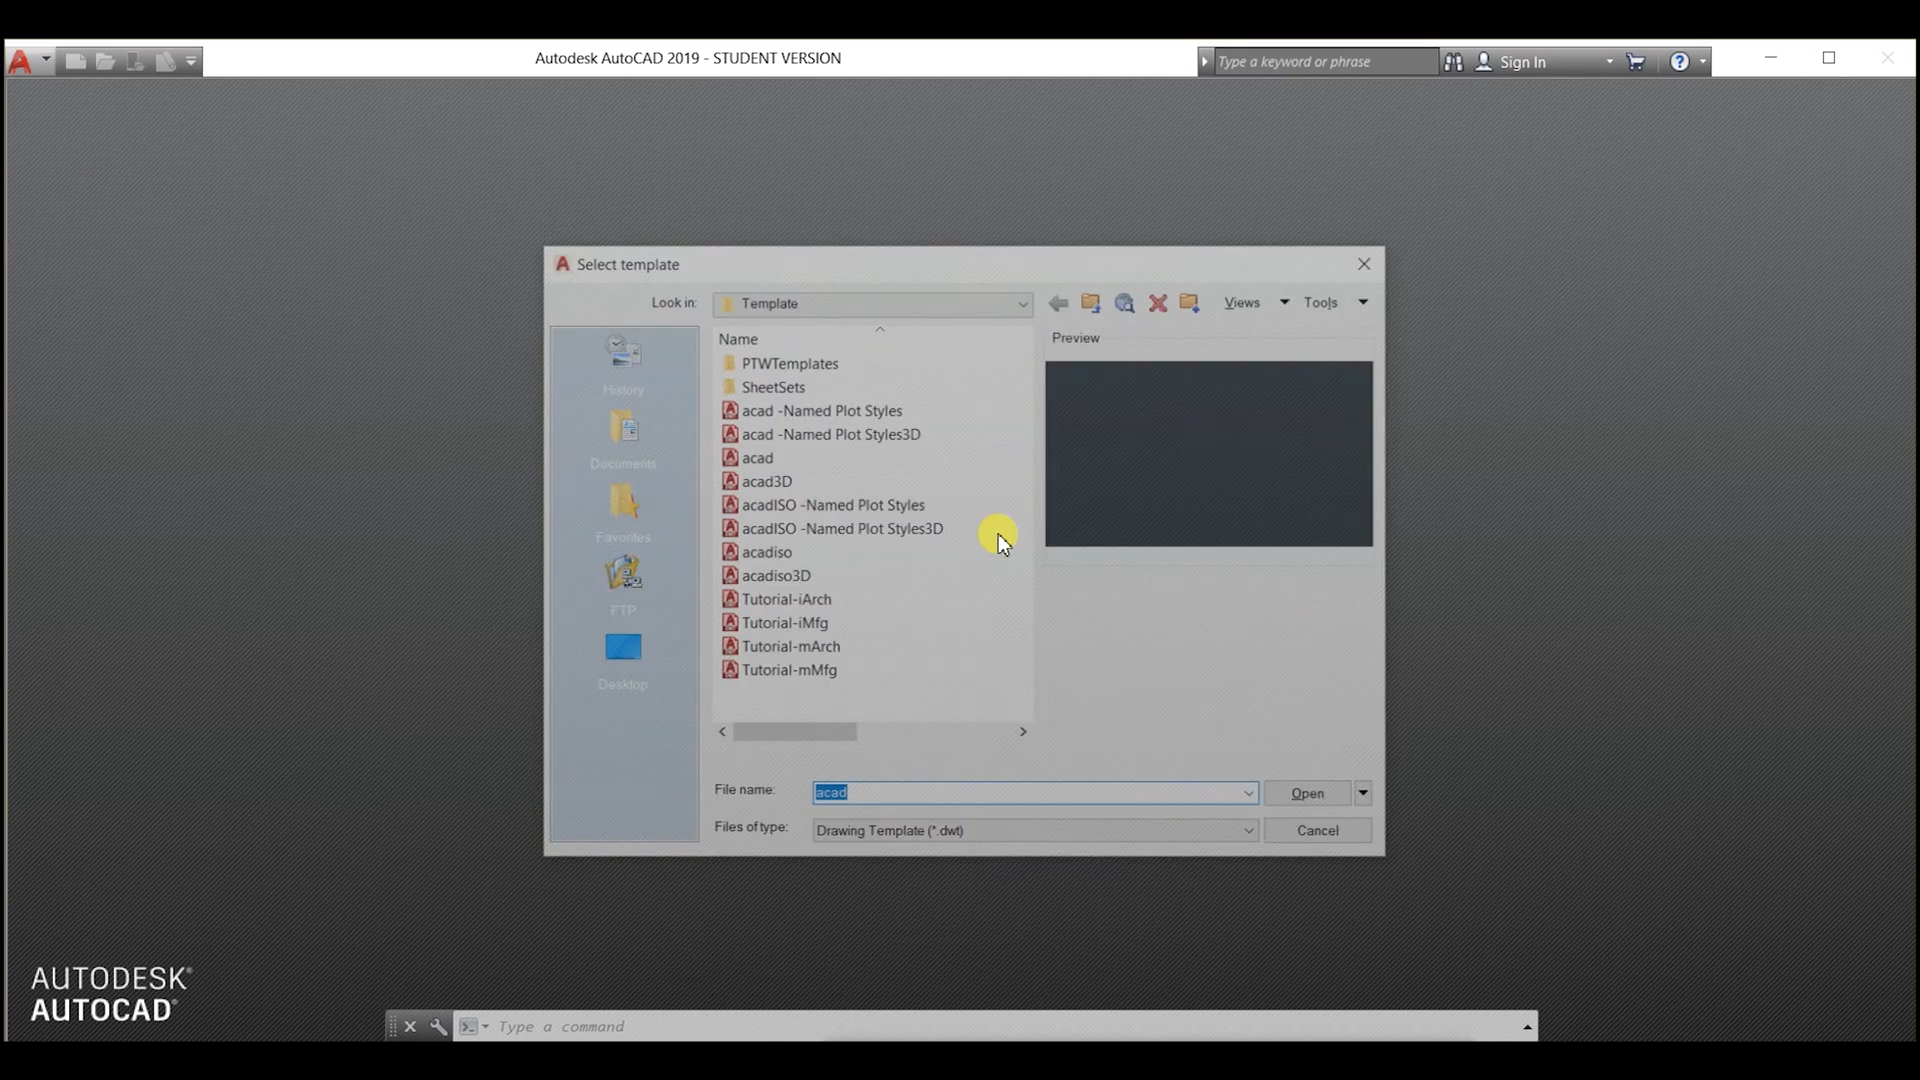 Autodesk AutoCAD 2019 - STUDENT VERSION
Type a keyword or phrase
Sign In
Select template
Look in:
Template
Views
Tools
History
Documents
Favorites
FTP
Desktop
Name
PTWTemplates
SheetSets
acad -Named Plot Styles
acad -Named Plot Styles3D
acad
acad3D
acadISO -Named Plot Styles
acadISO -Named Plot Styles3D
acadiso
acadiso3D
Tutorial-iArch
Tutorial-iMfg
Tutorial-mArch
Tutorial-mMfg
Preview
File name:
acad
Open
Files of type:
Drawing Template (*.dwt)
Cancel
AUTODESK®
AUTOCAD®
Type a command